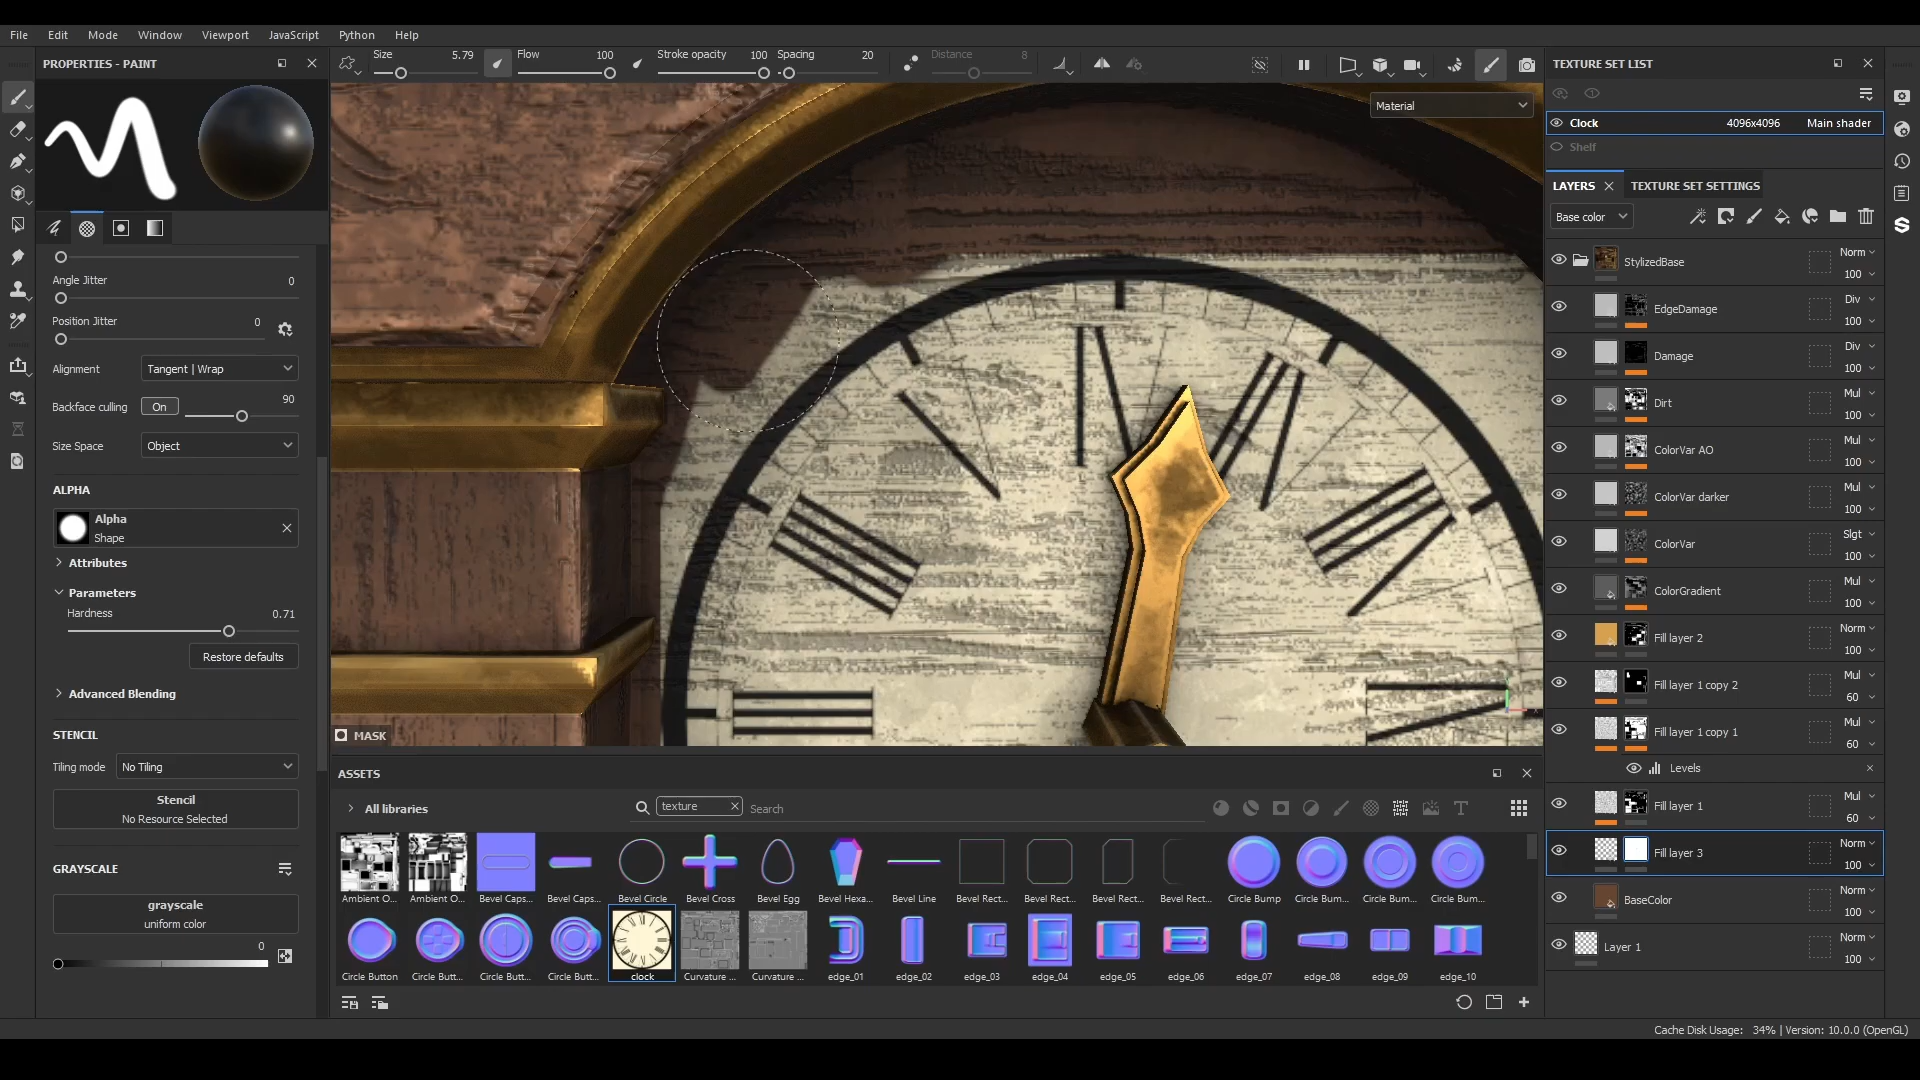 File Edit Mode Window Viewport JavaScript Python Help
PROPERTIES - PAINT
Size 5.79 Flow 100 Stroke opacity 100 Spacing 20 Distance 8
Material
Angle Jitter 0
Position Jitter 0
Alignment Tangent | Wrap
Backface culling On 90
Size Space Object
ALPHA
Alpha
Shape
Attributes
Parameters
Hardness 0.71
Restore defaults
Advanced Blending
STENCIL
Tiling mode No Tiling
Stencil
No Resource Selected
GRAYSCALE
grayscale
uniform color
0
MASK
ASSETS
All libraries texture Search
Ambient O... Ambient O... Bevel Caps... Bevel Caps... Bevel Circle Bevel Cross Bevel Egg Bevel Hexa... Bevel Line Bevel Rect... Bevel Rect... Bevel Rect... Bevel Rect... Circle Bump Circle Bum... Circle Bum... Circle Bum...
Circle Button Circle Butt... Circle Butt... Circle Butt... clock Curvature ... Curvature ... edge_01 edge_02 edge_03 edge_04 edge_05 edge_06 edge_07 edge_08 edge_09 edge_10
TEXTURE SET LIST
Clock 4096x4096 Main shader
Shelf
LAYERS TEXTURE SET SETTINGS
Base color
StylizedBase Norm 100
EdgeDamage Div 100
Damage Div 100
Dirt Mul 100
ColorVar AO Mul 100
ColorVar darker Mul 100
ColorVar Slgt 100
ColorGradient Mul 100
Fill layer 2 Norm 100
Fill layer 1 copy 2 Mul 60
Fill layer 1 copy 1 Mul 60
Levels
Fill layer 1 Mul 60
Fill layer 3 Norm 100
BaseColor Norm 100
Layer 1 Norm 100
Cache Disk Usage: 34% | Version: 10.0.0 (OpenGL)